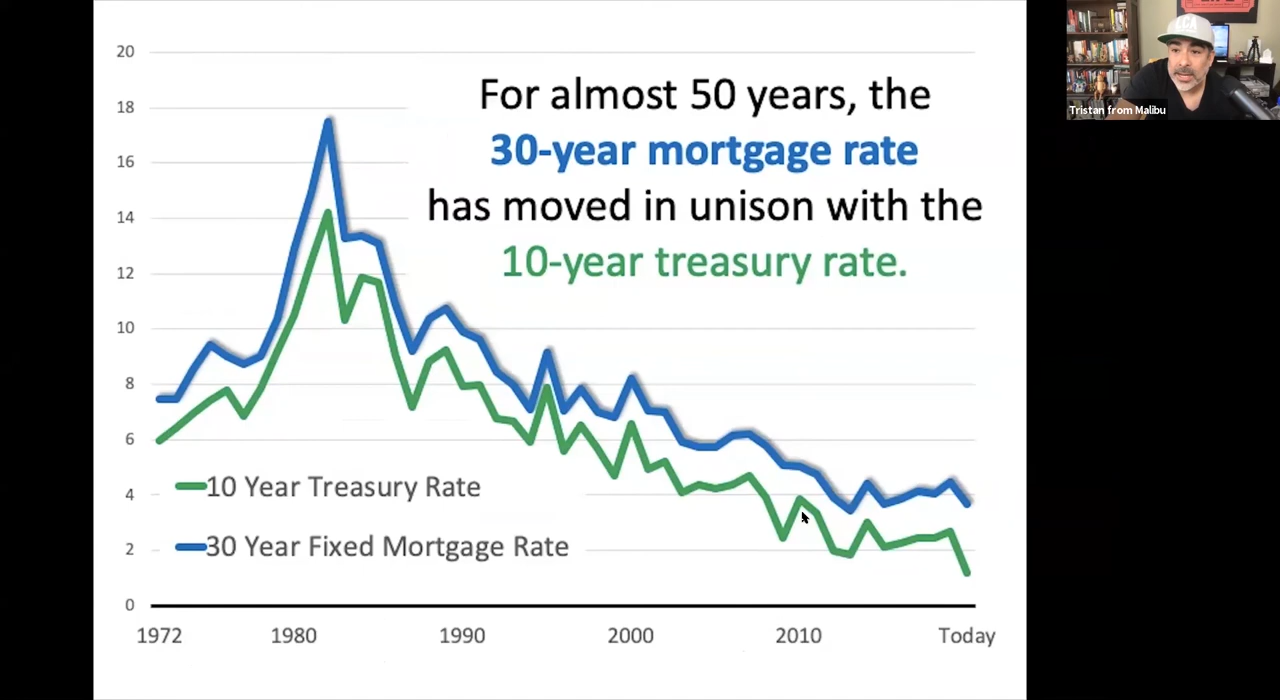 For almost 50 years, the
30-year mortgage rate
has moved in unison with the
10-year treasury rate.
20
18
16
14
12
10
8
6
4
2
0
10 Year Treasury Rate
30 Year Fixed Mortgage Rate
1972 1980 1990 2000 2010 Today
Tristan from Malibu